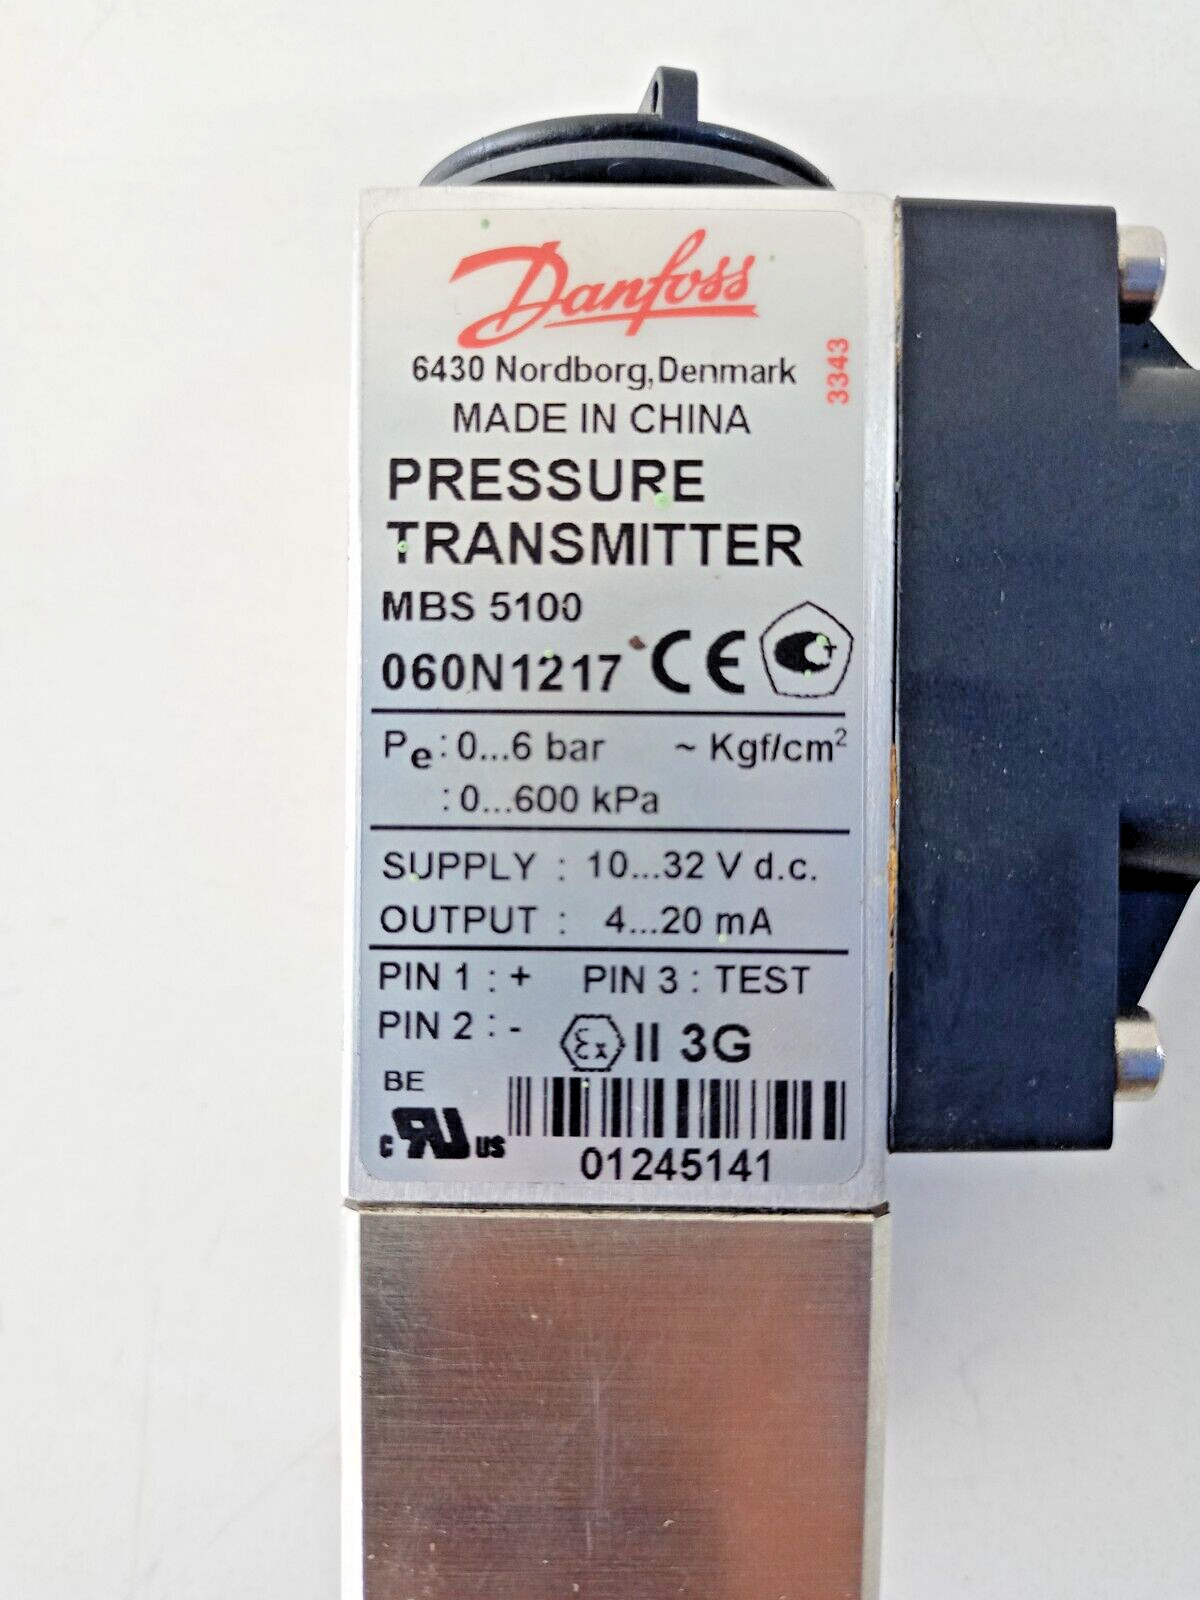 Danfoss
6430 Nordborg, Denmark
3343
MADE IN CHINA
PRESSURE
TRANSMITTER
MBS 5100
060N1217 CE
Pe : 0...6 bar ~ Kgf/cm²
: 0...600 kPa
SUPPLY : 10...32 V d.c.
OUTPUT : 4...20 mA
PIN 1 : + PIN 3 : TEST
PIN 2 : - Ex II 3G
BE
c RU US
01245141